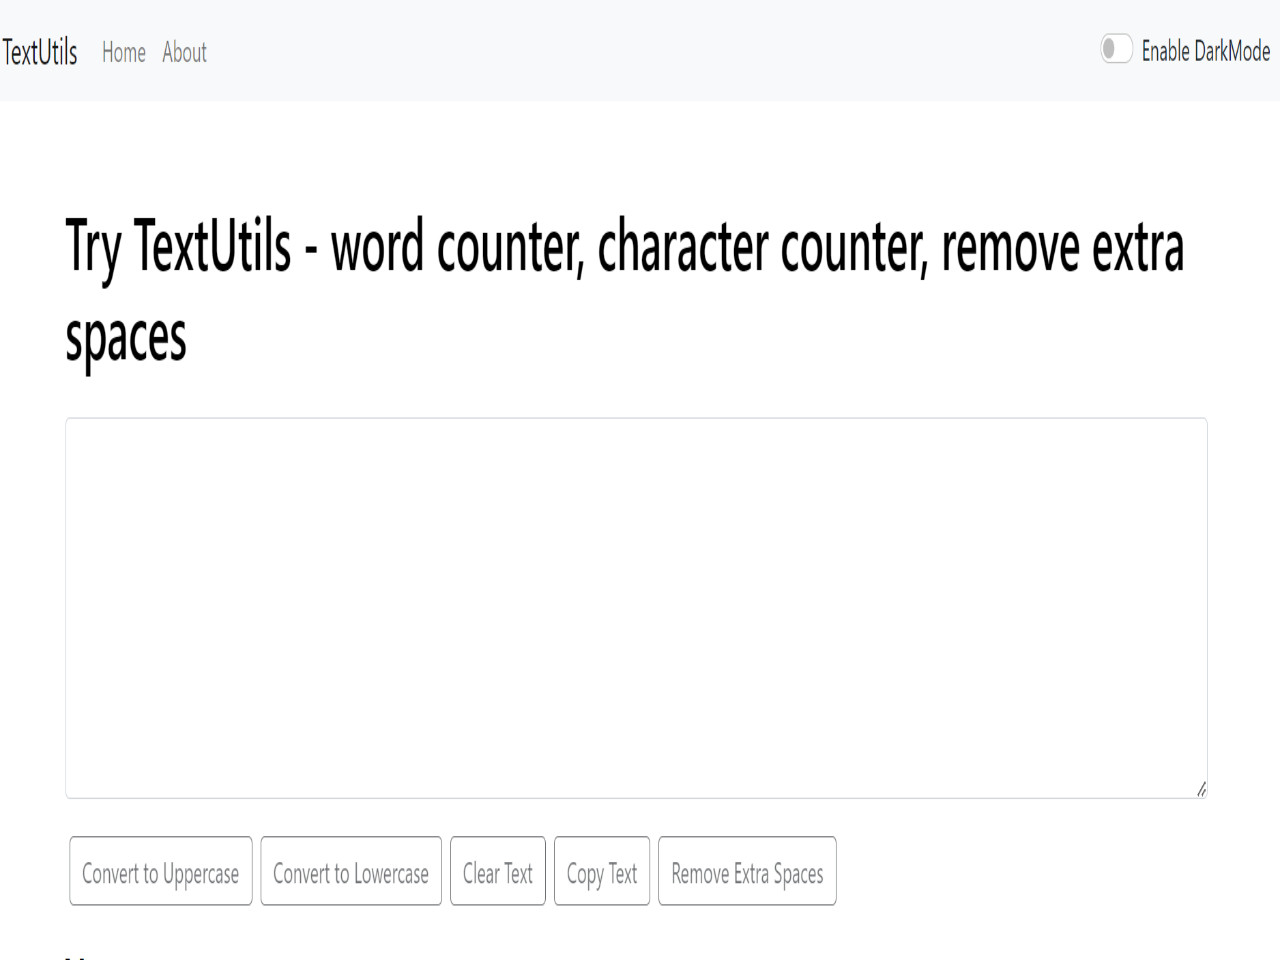 TextUtils Home About Enable DarkMode
Try TextUtils - word counter, character counter, remove extra
spaces
Convert to Uppercase Convert to Lowercase Clear Text Copy Text Remove Extra Spaces